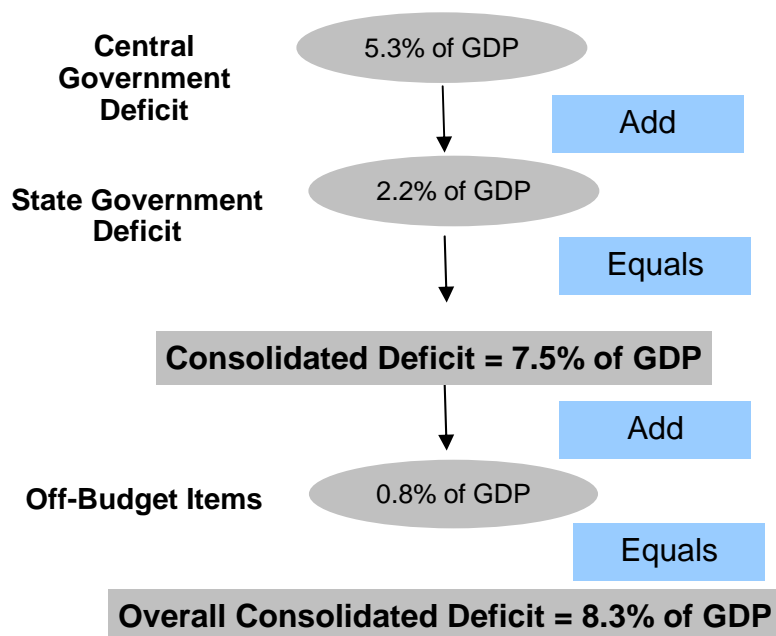 Central
Government
Deficit
5.3% of GDP
Add
State Government
Deficit
2.2% of GDP
Equals
Consolidated Deficit = 7.5% of GDP
Add
Off-Budget Items
0.8% of GDP
Equals
Overall Consolidated Deficit = 8.3% of GDP